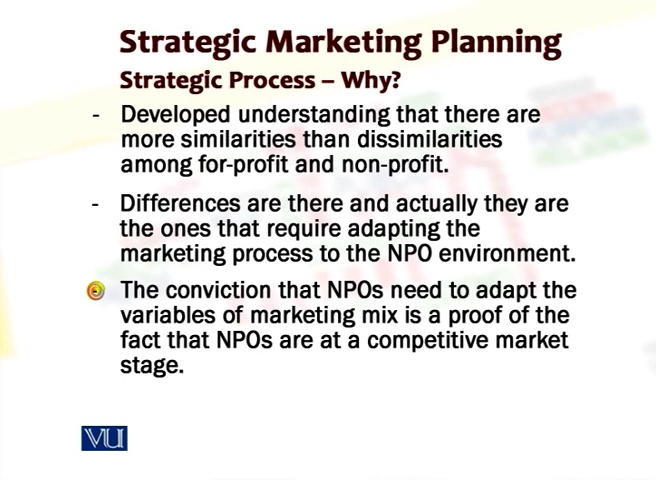 Strategic Marketing Planning
Strategic Process – Why?
- Developed understanding that there are
more similarities than dissimilarities
among for-profit and non-profit.
- Differences are there and actually they are
the ones that require adapting the
marketing process to the NPO environment.
The conviction that NPOs need to adapt the
variables of marketing mix is a proof of the
fact that NPOs are at a competitive market
stage.
VU